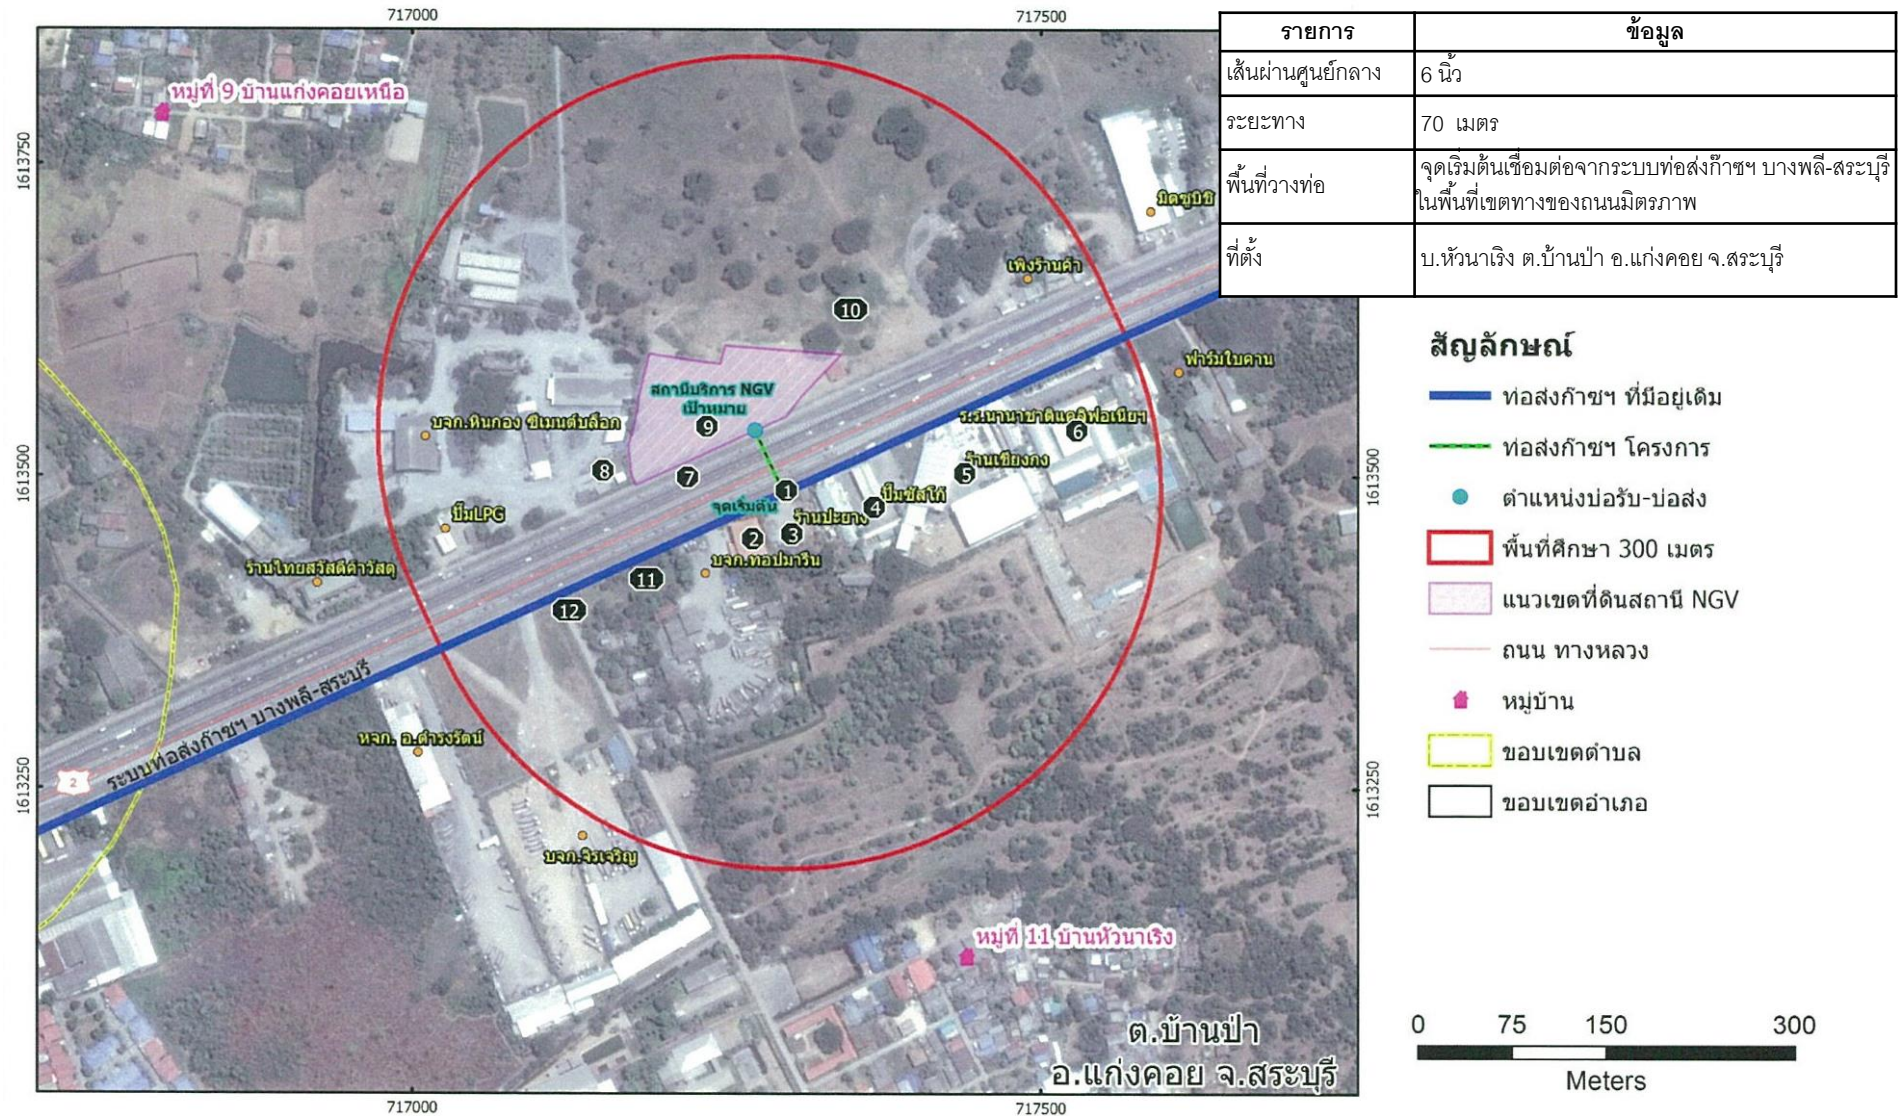 717000
717500
รายการ ข้อมูล
เส้นผ่านศูนย์กลาง 6 นิ้ว
ระยะทาง 70 เมตร
พื้นที่วางท่อ จุดเริ่มต้นเชื่อมต่อจากระบบท่อส่งก๊าซฯ บางพลี-สระบุรี
ในพื้นที่เขตทางของถนนมิตรภาพ
ที่ตั้ง บ.หัวนาเริง ต.บ้านป่า อ.แก่งคอย จ.สระบุรี
หมู่ที่ 9 บ้านแก่งคอยเหนือ
1613750
มิตซูบิชิ
เพิงร้านค้า
10
ฟาร์มใบตาน
สถานีบริการ NGV
เป้าหมาย
9
บจก.หินกอง ซีเมนต์บล็อก
ร.ร.นานาชาติแคลิฟอเนียฯ
6
8
7
ร้านเชียงกง
5
1613500
1613500
1
จุดเริ่มต้น
ปั๊มซัสโก้
4
ปั๊มLPG
ร้านปะยาง
3
2
บจก.ทอปมารีน
ร้านไทยสวัสดีค้าวัสดุ
11
12
ระบบท่อส่งก๊าซฯ บางพลี-สระบุรี
2
หจก. อ.ดำรงรัตน์
1613250
1613250
บจก.จิรเจริญ
หมู่ที่ 11 บ้านหัวนาเริง
ต.บ้านป่า
อ.แก่งคอย จ.สระบุรี
717000
717500
สัญลักษณ์
ท่อส่งก๊าซฯ ที่มีอยู่เดิม
ท่อส่งก๊าซฯ โครงการ
ตำแหน่งบ่อรับ-บ่อส่ง
พื้นที่ศึกษา 300 เมตร
แนวเขตที่ดินสถานี NGV
ถนน ทางหลวง
หมู่บ้าน
ขอบเขตตำบล
ขอบเขตอำเภอ
0 75 150 300
Meters